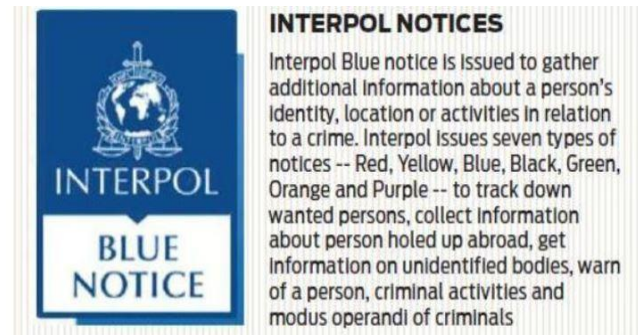 INTERPOL
BLUE
NOTICE
INTERPOL NOTICES
Interpol Blue notice is issued to gather
additional information about a person's
identity, location or activities in relation
to a crime. Interpol issues seven types of
notices -- Red, Yellow, Blue, Black, Green,
Orange and Purple -- to track down
wanted persons, collect information
about person holed up abroad, get
information on unidentified bodies, warn
of a person, criminal activities and
modus operandi of criminals